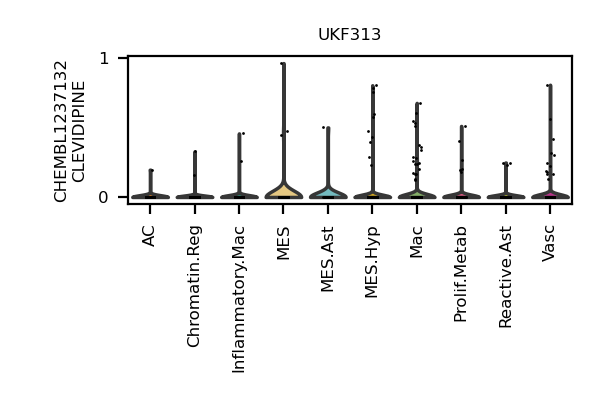 UKF313
CHEMBL1237132
CLEVIDIPINE
1
0
AC
Chromatin.Reg
Inflammatory.Mac
MES
MES.Ast
MES.Hyp
Mac
Prolif.Metab
Reactive.Ast
Vasc